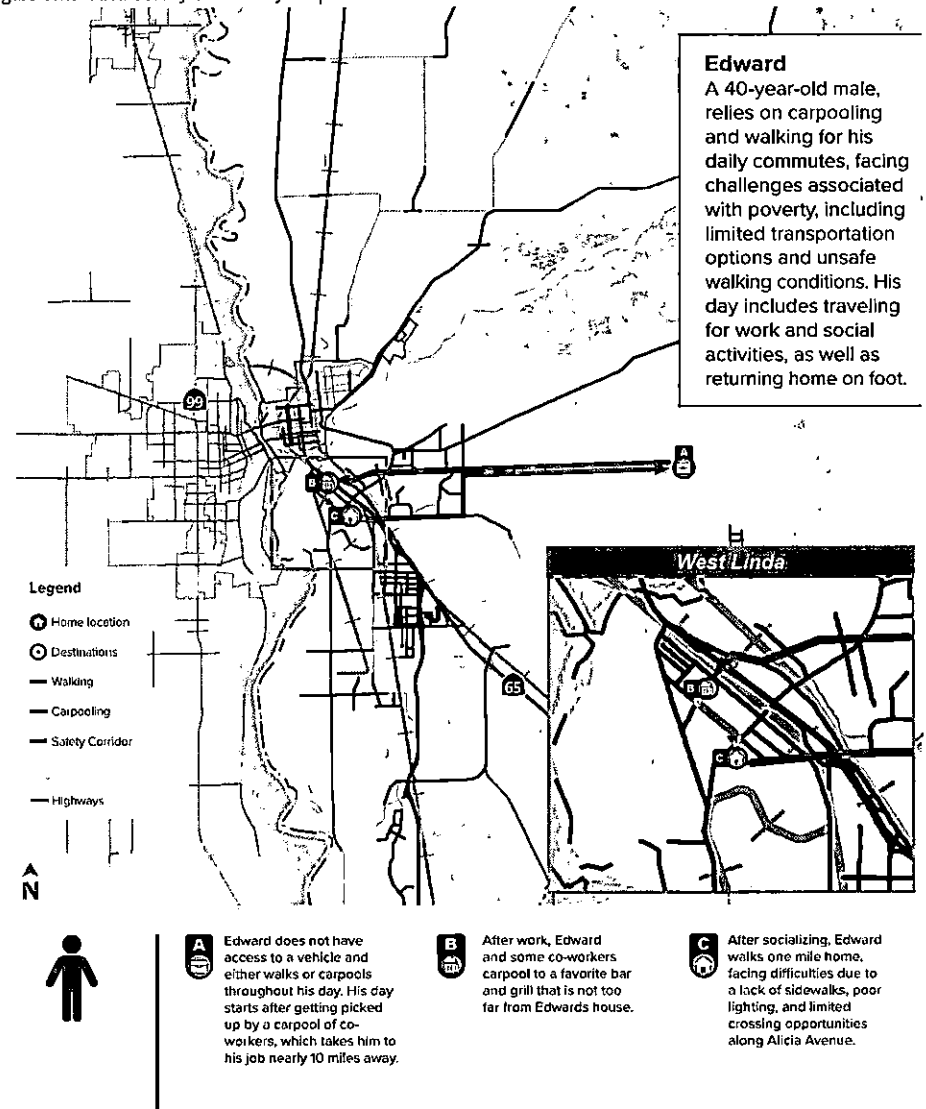 Edward
A 40-year-old male,
relies on carpooling
and walking for his
daily commutes, facing
challenges associated
with poverty, including
limited transportation
options and unsafe
walking conditions. His
day includes traveling
for work and social
activities, as well as
returning home on foot.
99
A
B
C
West Linda
B
C
65
Legend
Home location
Destinations
Walking
Carpooling
Safety Corridor
Highways
N
A
Edward does not have
access to a vehicle and
either walks or carpools
throughout his day. His day
starts after getting picked
up by a carpool of co-
workers, which takes him to
his job nearly 10 miles away.
B
After work, Edward
and some co-workers
carpool to a favorite bar
and grill that is not too
far from Edwards house.
C
After socializing, Edward
walks one mile home,
facing difficulties due to
a lack of sidewalks, poor
lighting, and limited
crossing opportunities
along Alicia Avenue.